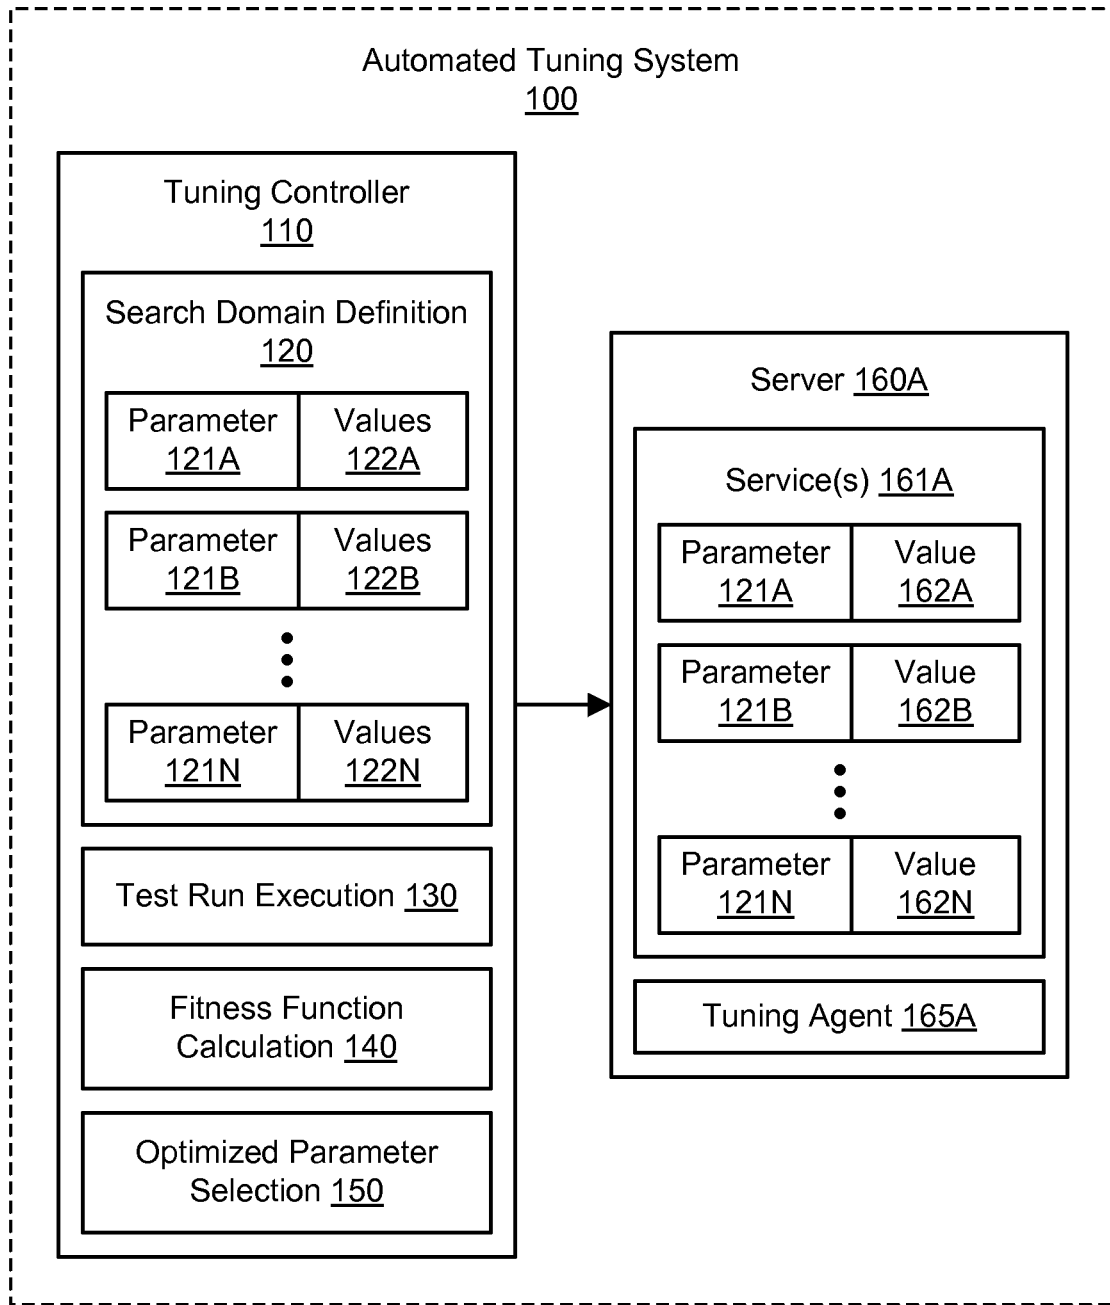 Automated Tuning System
100
Tuning Controller
110
Search Domain Definition
120
Parameter
121A
Values
122A
Parameter
121B
Values
122B
Parameter
121N
Values
122N
Test Run Execution 130
Fitness Function
Calculation 140
Optimized Parameter
Selection 150
Server 160A
Service(s) 161A
Parameter
121A
Value
162A
Parameter
121B
Value
162B
Parameter
121N
Value
162N
Tuning Agent 165A